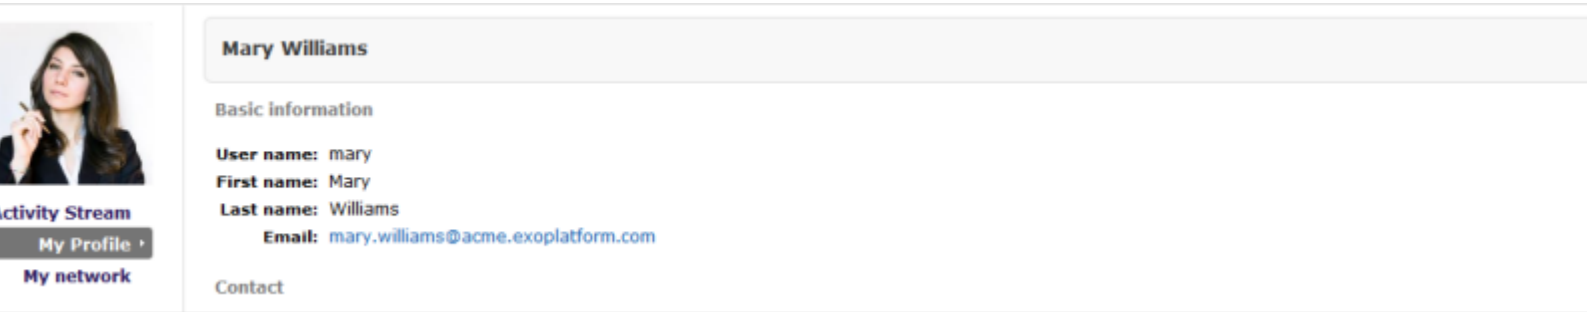 Mary Williams
Basic information
User name: mary
First name: Mary
Last name: Williams
Email: mary.williams@acme.exoplatform.com
Contact
Activity Stream
My Profile
My network